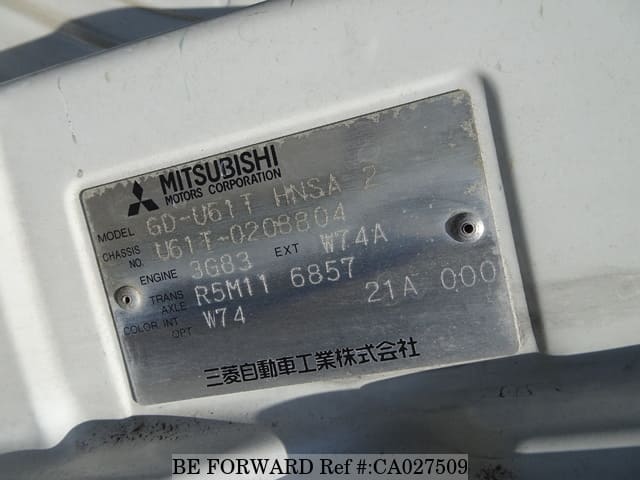 MITSUBISHI
MOTORS CORPORATION
MODEL GD-U61T HNSA 2
CHASSIS NO. U61T-0208804
ENGINE 3G83 EXT W74A
TRANS AXLE R5M11 6857
COLOR INT OPT W74 21A 000
三菱自動車工業株式会社
BE FORWARD Ref #:CA027509